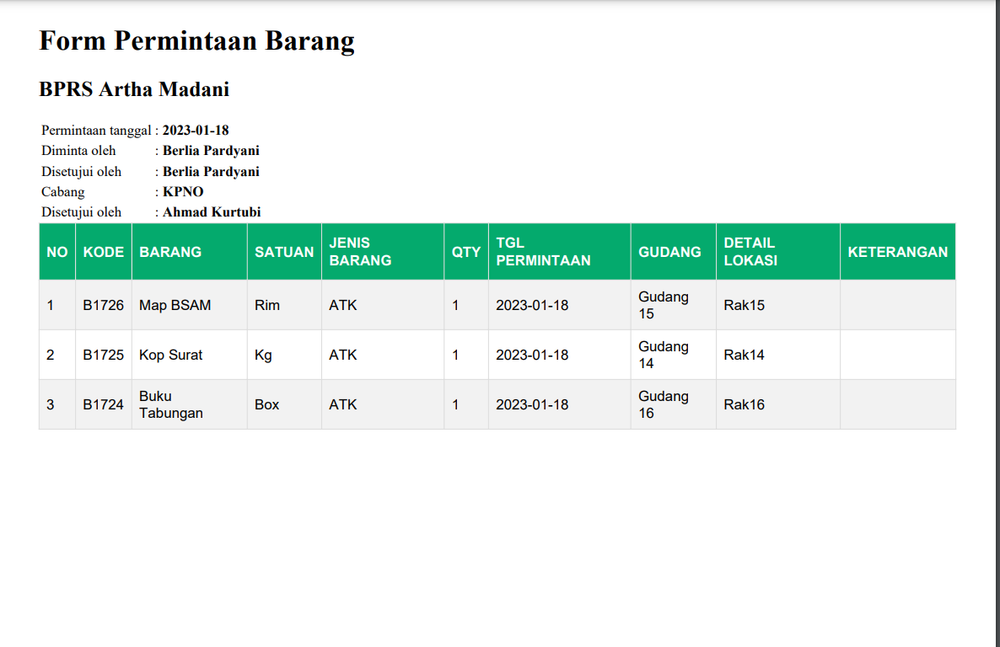 Form Permintaan Barang
BPRS Artha Madani
Permintaan tanggal : 2023-01-18
Diminta oleh : Berlia Pardyani
Disetujui oleh : Berlia Pardyani
Cabang : KPNO
Disetujui oleh : Ahmad Kurtubi
NO KODE BARANG SATUAN JENIS BARANG QTY TGL PERMINTAAN GUDANG DETAIL LOKASI KETERANGAN
1 B1726 Map BSAM Rim ATK 1 2023-01-18 Gudang 15 Rak15
2 B1725 Kop Surat Kg ATK 1 2023-01-18 Gudang 14 Rak14
3 B1724 Buku Tabungan Box ATK 1 2023-01-18 Gudang 16 Rak16